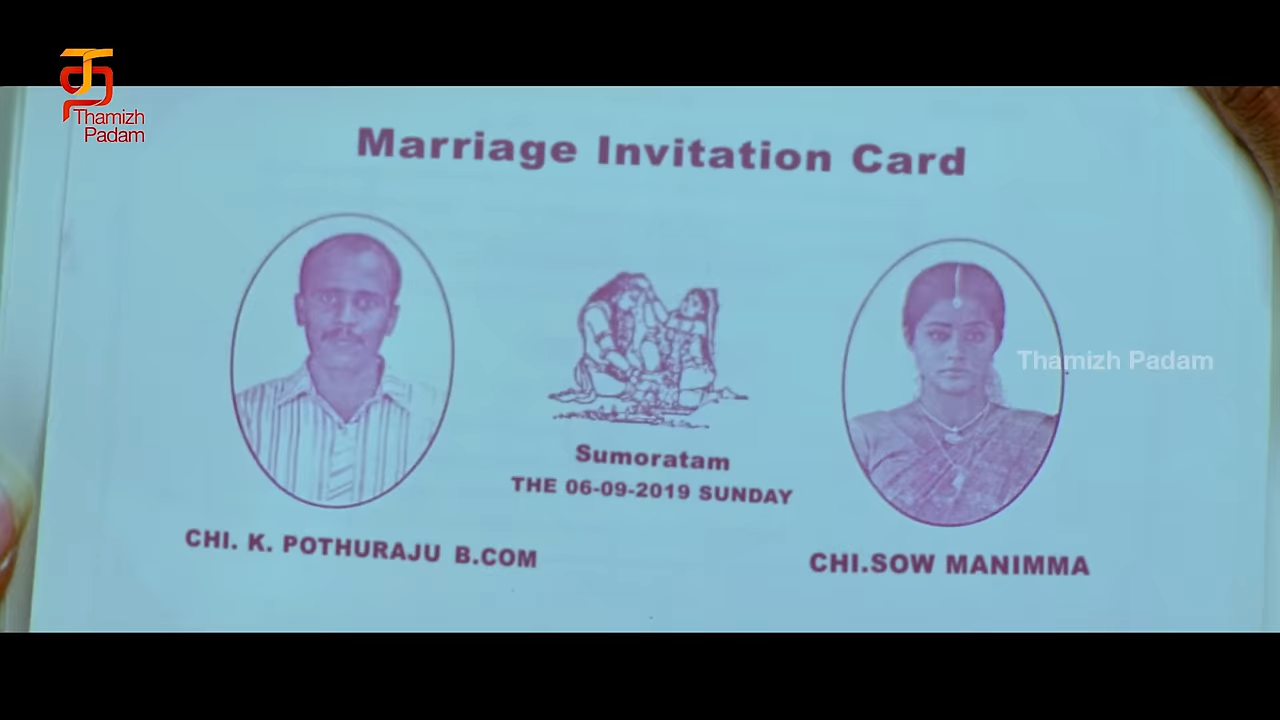 Thamizh
Padam
Marriage Invitation Card
Thamizh Padam
Sumoratam
THE 06-09-2019 SUNDAY
CHI. K. POTHURAJU B.COM
CHI.SOW MANIMMA